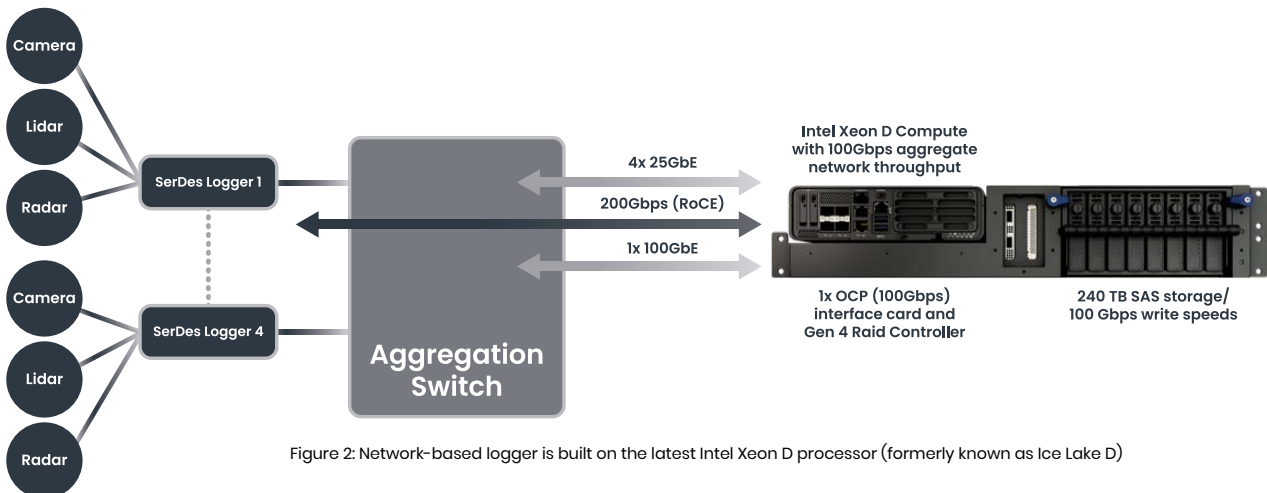 Camera
Lidar
Radar
SerDes Logger 1
Camera
Lidar
Radar
SerDes Logger 4
Aggregation
Switch
4x 25GbE
200Gbps (RoCE)
1x 100GbE
Intel Xeon D Compute
with 100Gbps aggregate
network throughput
1x OCP (100Gbps)
interface card and
Gen 4 Raid Controller
240 TB SAS storage/
100 Gbps write speeds
Figure 2: Network-based logger is built on the latest Intel Xeon D processor (formerly known as Ice Lake D)